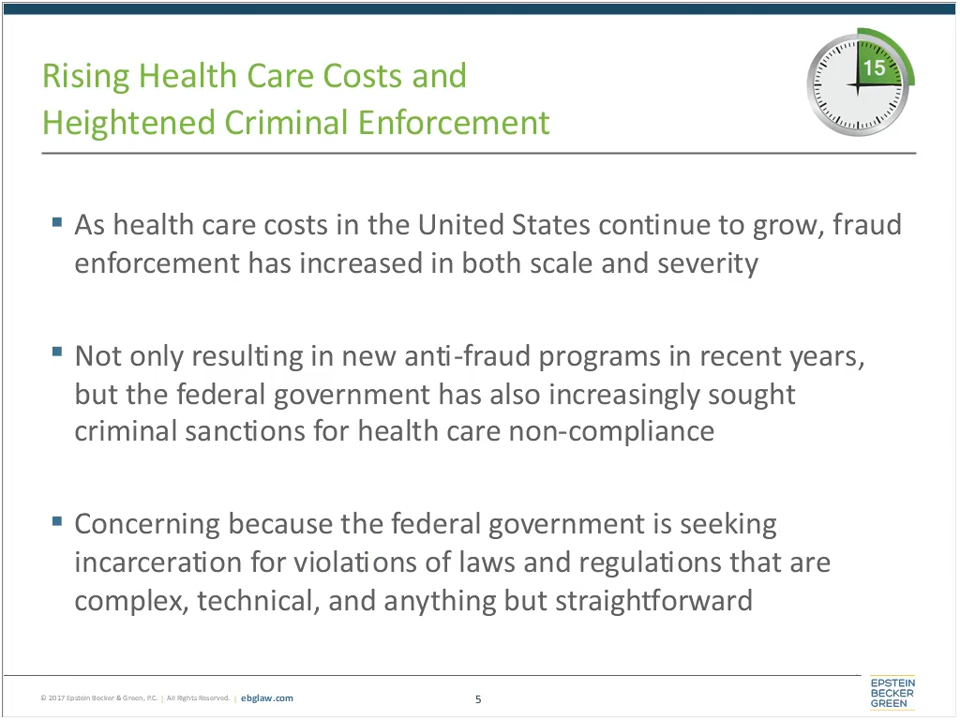 Rising Health Care Costs and
Heightened Criminal Enforcement
15
▪ As health care costs in the United States continue to grow, fraud
enforcement has increased in both scale and severity
▪ Not only resulting in new anti-fraud programs in recent years,
but the federal government has also increasingly sought
criminal sanctions for health care non-compliance
▪ Concerning because the federal government is seeking
incarceration for violations of laws and regulations that are
complex, technical, and anything but straightforward
© 2017 Epstein Becker & Green, P.C. | All Rights Reserved. | ebglaw.com
5
EPSTEIN
BECKER
GREEN